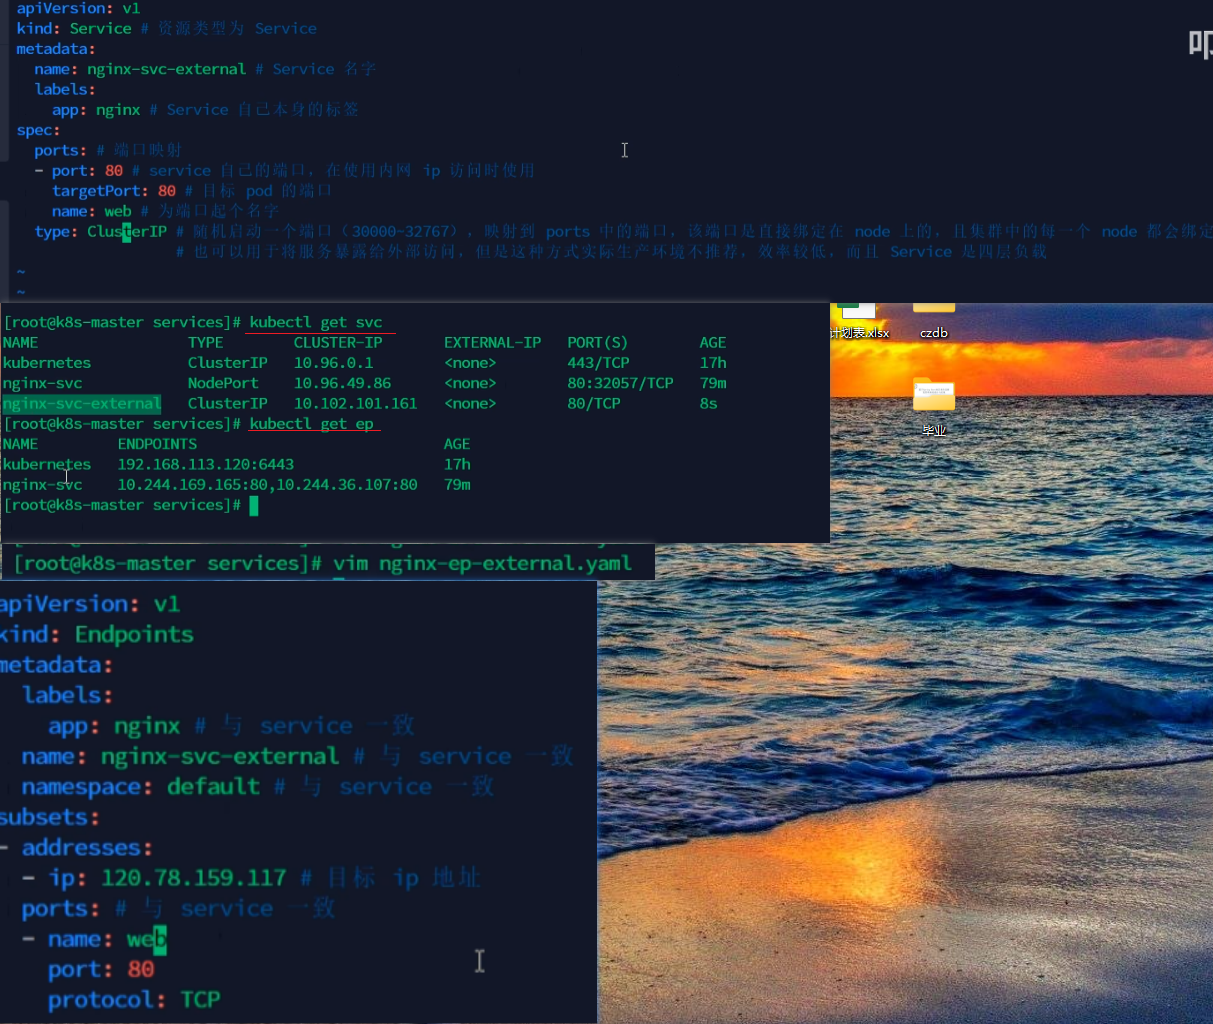 apiVersion: v1
kind: Service # 资源类型为 Service
metadata:
  name: nginx-svc-external # Service 名字
  labels:
    app: nginx # Service 自己本身的标签
spec:
  ports: # 端口映射
  - port: 80 # service 自己的端口，在使用内网 ip 访问时使用
    targetPort: 80 # 目标 pod 的端口
    name: web # 为端口起个名字
  type: ClusterIP # 随机启动一个端口（30000~32767），映射到 ports 中的端口，该端口是直接绑定在 node 上的，且集群中的每一个 node 都会绑定
                  # 也可以用于将服务暴露给外部访问，但是这种方式实际生产环境不推荐，效率较低，而且 Service 是四层负载
~
~
叩
[root@k8s-master services]# kubectl get svc
NAME                 TYPE        CLUSTER-IP       EXTERNAL-IP   PORT(S)        AGE
kubernetes           ClusterIP   10.96.0.1        <none>        443/TCP        17h
nginx-svc            NodePort    10.96.49.86      <none>        80:32057/TCP   79m
nginx-svc-external   ClusterIP   10.102.101.161   <none>        80/TCP         8s
[root@k8s-master services]# kubectl get ep
NAME         ENDPOINTS                            AGE
kubernetes   192.168.113.120:6443                 17h
nginx-svc    10.244.169.165:80,10.244.36.107:80   79m
[root@k8s-master services]#
计划表.xlsx
czdb
毕业
[root@k8s-master services]# vim nginx-ep-external.yaml
apiVersion: v1
kind: Endpoints
metadata:
  labels:
    app: nginx # 与 service 一致
  name: nginx-svc-external # 与 service 一致
  namespace: default # 与 service 一致
subsets:
- addresses:
  - ip: 120.78.159.117 # 目标 ip 地址
  ports: # 与 service 一致
  - name: web
    port: 80
    protocol: TCP